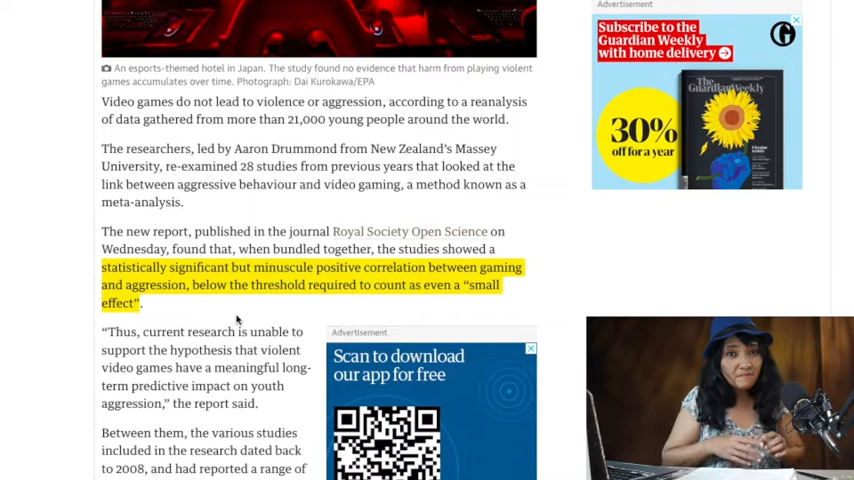 Advertisement
Subscribe to the
Guardian Weekly
with home delivery
G
The
Guardian Weekly
30%
off for a year
An esports-themed hotel in Japan. The study found no evidence that harm from playing violent
games accumulates over time. Photograph: Dai Kurokawa/EPA
Video games do not lead to violence or aggression, according to a reanalysis
of data gathered from more than 21,000 young people around the world.
The researchers, led by Aaron Drummond from New Zealand’s Massey
University, re-examined 28 studies from previous years that looked at the
link between aggressive behaviour and video gaming, a method known as a
meta-analysis.
The new report, published in the journal Royal Society Open Science on
Wednesday, found that, when bundled together, the studies showed a
statistically significant but minuscule positive correlation between gaming
and aggression, below the threshold required to count as even a “small
effect”.
“Thus, current research is unable to
support the hypothesis that violent
video games have a meaningful long-
term predictive impact on youth
aggression,” the report said.
Between them, the various studies
included in the research dated back
to 2008, and had reported a range of
Advertisement
Scan to download
our app for free